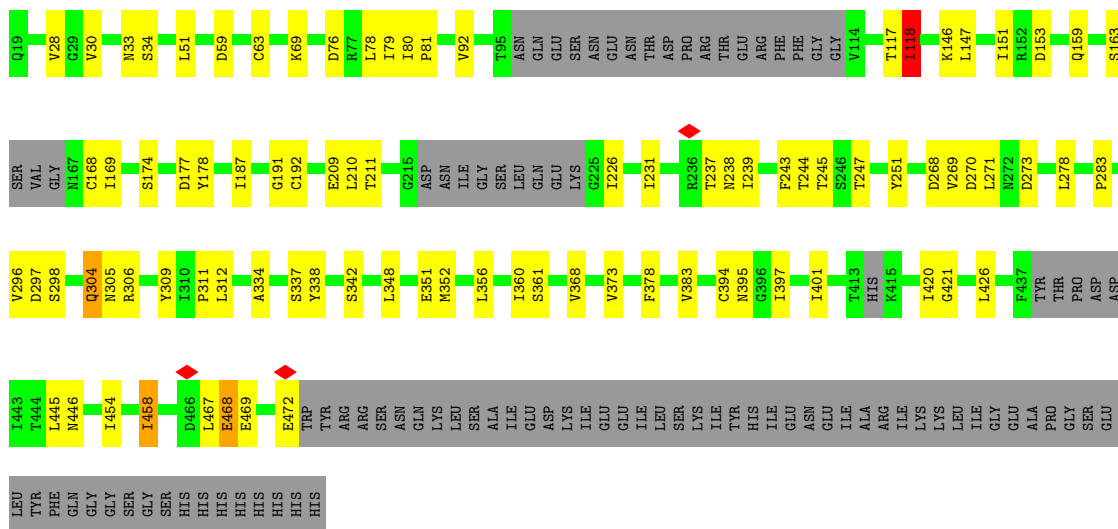 Q19 V28 G29 V30 N33 S34 L51 D59 C63 K69 D76 R77 L78 I79 I80 P81 V92 T95 ASN GLN GLU SER ASN GLU ASN THR ASP PRO ARG THR GLU ARG PHE PHE GLY GLY V114 T117 I118 K146 L147 I151 R152 D153 Q159 S163
SER VAL GLY N167 C168 I169 S174 D177 Y178 I187 G191 C192 E209 L210 T211 G215 ASP ASN ILE GLY SER LEU GLN GLU LYS G225 I226 I231 R236 T237 N238 I239 F243 T244 T245 S246 T247 Y251 D268 V269 D270 L271 N272 D273 L278 P283
V296 D297 S298 Q304 N305 R306 Y309 I310 P311 L312 A334 S337 Y338 S342 L348 E351 M352 L356 I360 S361 V368 V373 F378 V383 C394 N395 G396 I397 I401 T413 HIS K415 I420 G421 L426 F437 TYR THR PRO ASP ASP
I443 T444 L445 N446 I454 I458 D466 L467 E468 E469 E472 TRP TYR ARG ARG SER ASN GLN LYS LEU SER ALA ILE GLU ASP LYS ILE GLU GLU ILE LEU SER LYS ILE TYR HIS ILE GLU ASN GLU ILE ALA ARG ILE LYS LYS LEU ILE GLY GLU ALA PRO GLY SER GLU
LEU TYR PHE GLN GLY GLY SER GLY SER HIS HIS HIS HIS HIS HIS HIS HIS